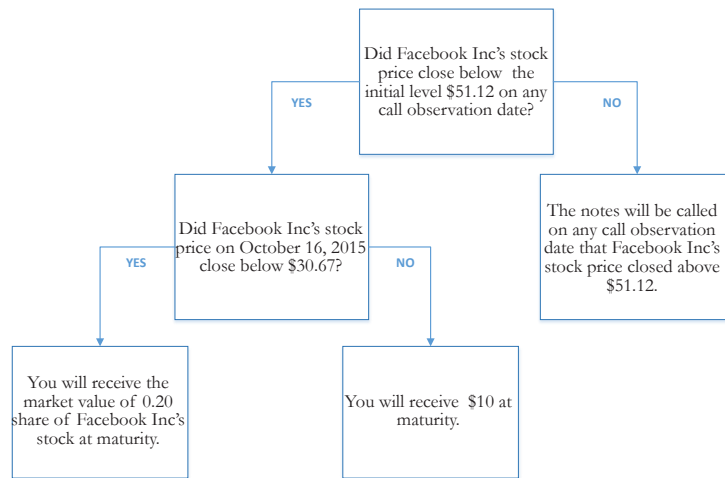 Did Facebook Inc's stock
price close below the
initial level $51.12 on any
call observation date?
YES
NO
Did Facebook Inc's stock
price on October 16, 2015
close below $30.67?
The notes will be called
on any call observation
date that Facebook Inc's
stock price closed above
$51.12.
YES
NO
You will receive the
market value of 0.20
share of Facebook Inc's
stock at maturity.
You will receive $10 at
maturity.